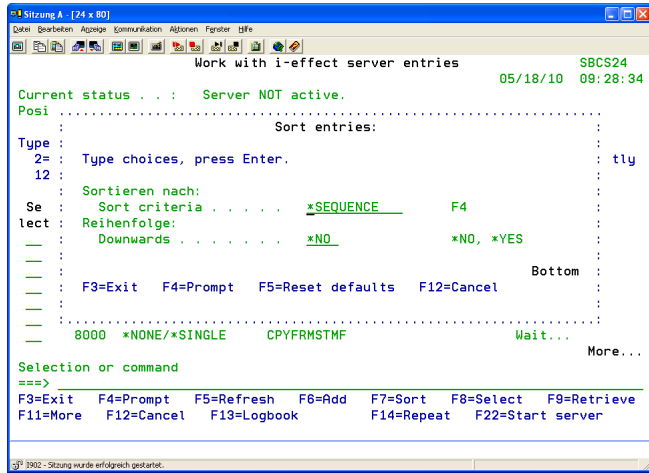 Sitzung A - [24 x 80]
Datei Bearbeiten Anzeige Kommunikation Aktionen Fenster Hilfe
Work with i-effect server entries SBCS24
05/18/10 09:28:34
Current status . . : Server NOT active.
Posi ..................................................................
: Sort entries: :
Type : :
2= : Type choices, press Enter. : tly
12 : :
: Sortieren nach: :
Se : Sort criteria . . . . . *SEQUENCE F4 :
lect : Reihenfolge: :
: Downwards . . . . . . . *NO *NO, *YES :
: :
: Bottom :
: F3=Exit F4=Prompt F5=Reset defaults F12=Cancel :
: :
:..................................................................:
8000 *NONE/*SINGLE CPYFRMSTMF Wait...
More...
Selection or command
===>
F3=Exit F4=Prompt F5=Refresh F6=Add F7=Sort F8=Select F9=Retrieve
F11=More F12=Cancel F13=Logbook F14=Repeat F22=Start server
I902 - Sitzung wurde erfolgreich gestartet.